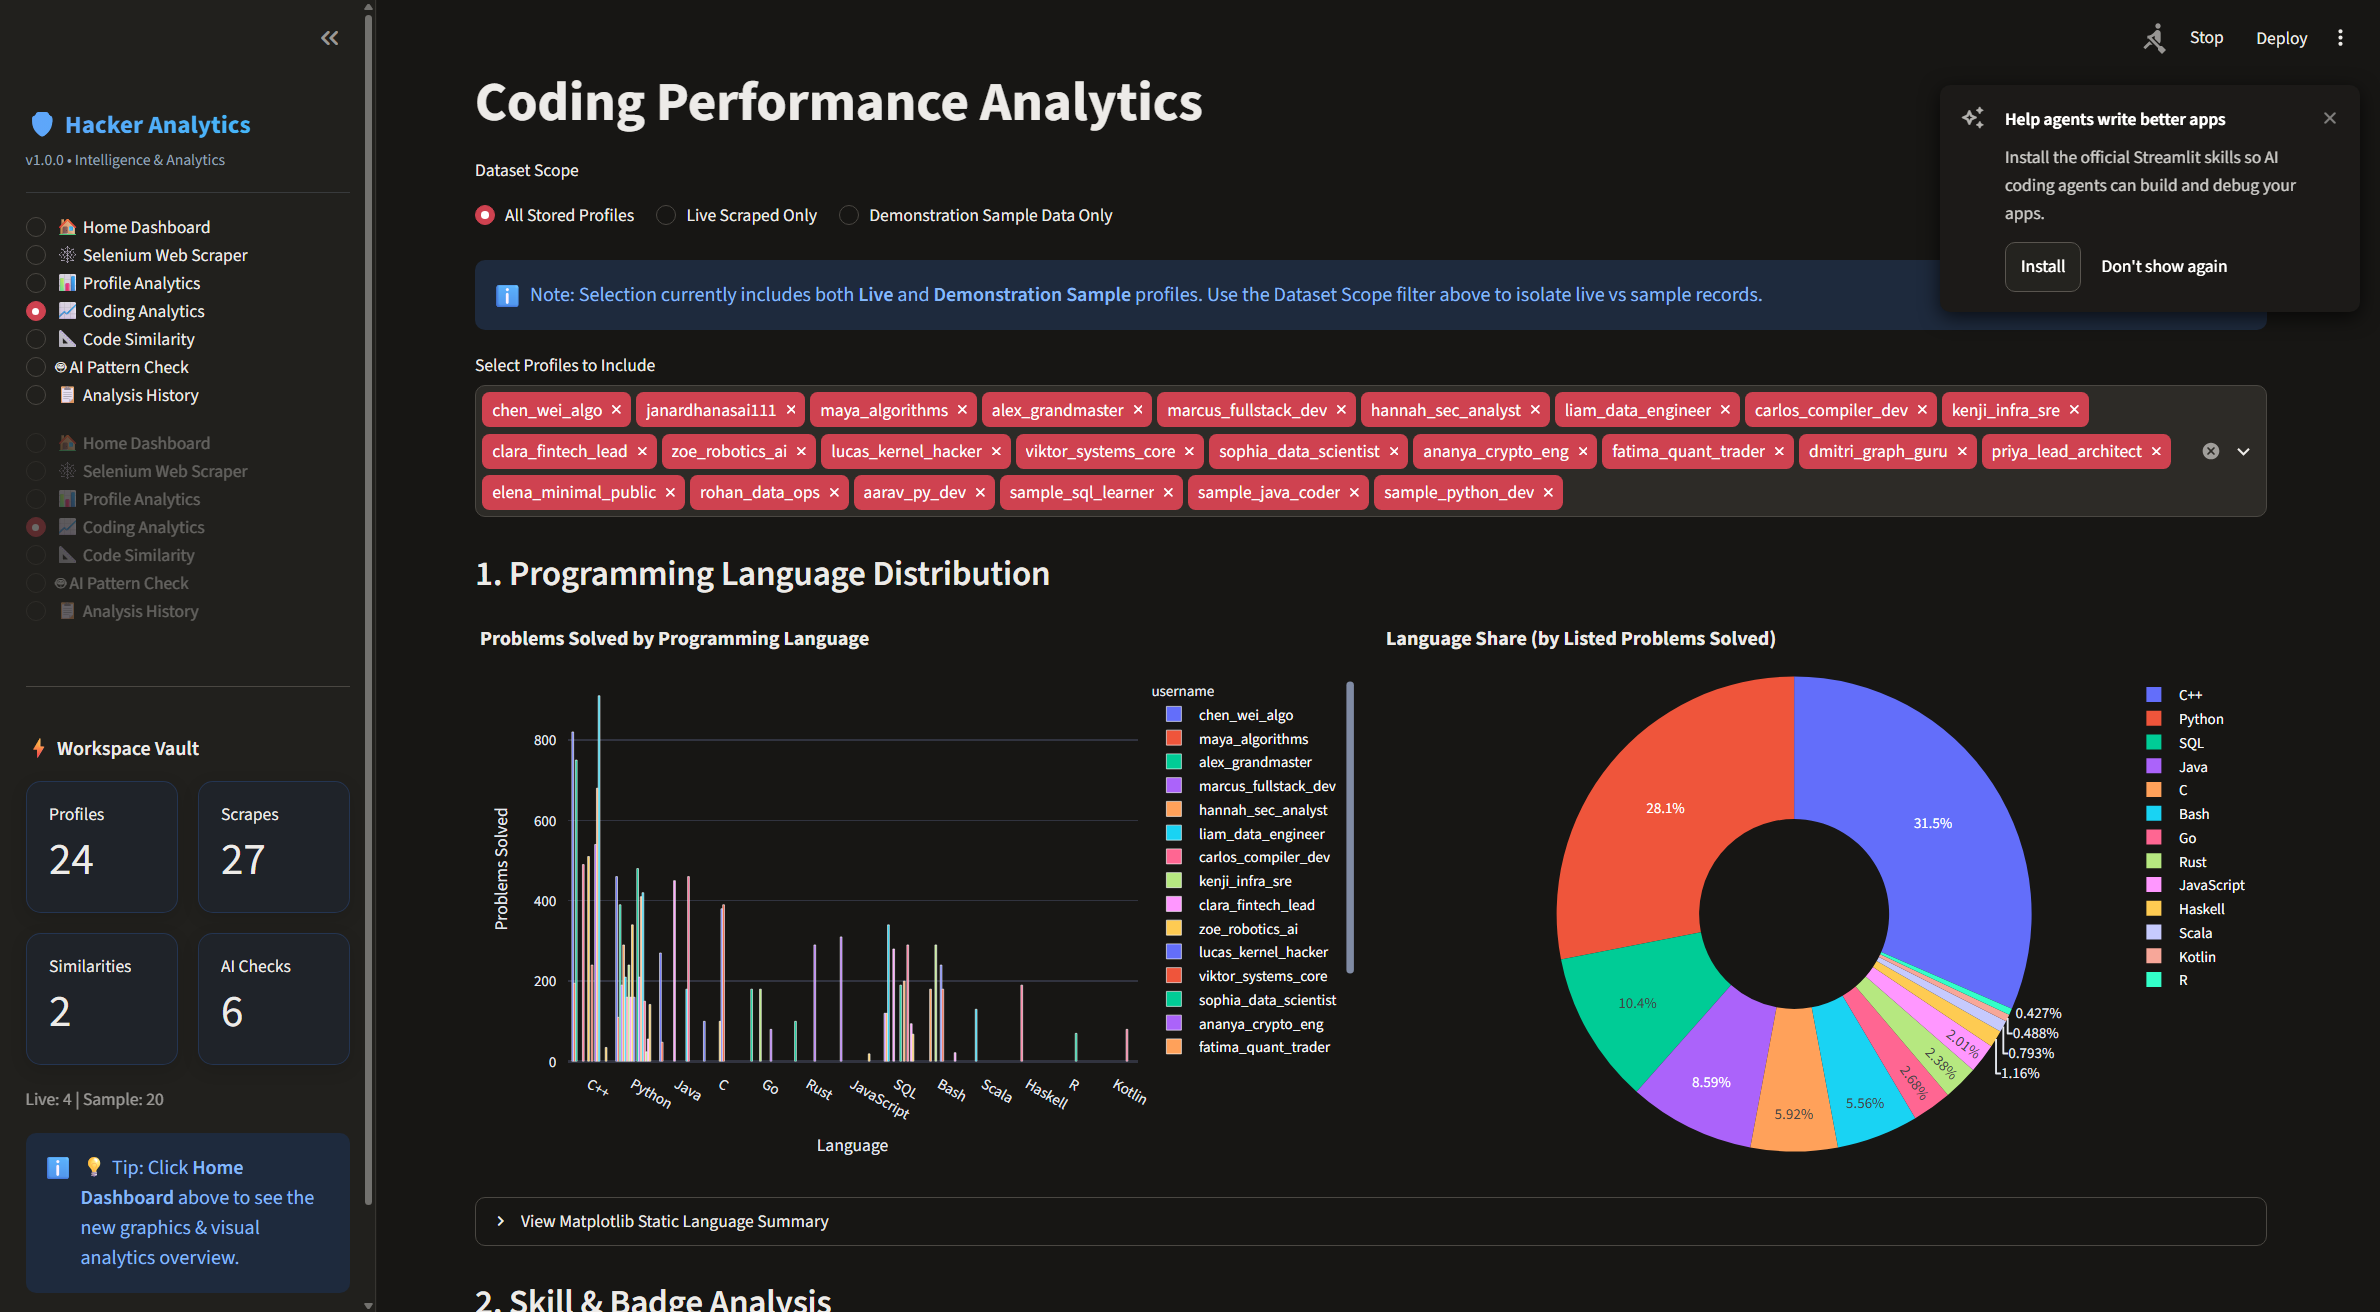 Hacker Analytics
v1.0.0 • Intelligence & Analytics
Home Dashboard
Selenium Web Scraper
Profile Analytics
Coding Analytics
Code Similarity
AI Pattern Check
Analysis History
Home Dashboard
Selenium Web Scraper
Profile Analytics
Coding Analytics
Code Similarity
AI Pattern Check
Analysis History
Workspace Vault
Profiles
24
Scrapes
27
Similarities
2
AI Checks
6
Live: 4 | Sample: 20
Tip: Click Home
Dashboard above to see the
new graphics & visual
analytics overview.
Stop
Deploy
Help agents write better apps
Install the official Streamlit skills so AI
coding agents can build and debug your
apps.
Install
Don't show again
Coding Performance Analytics
Dataset Scope
All Stored Profiles
Live Scraped Only
Demonstration Sample Data Only
Note: Selection currently includes both Live and Demonstration Sample profiles. Use the Dataset Scope filter above to isolate live vs sample records.
Select Profiles to Include
chen_wei_algo janardhanasai111 maya_algorithms alex_grandmaster marcus_fullstack_dev hannah_sec_analyst liam_data_engineer carlos_compiler_dev kenji_infra_sre
clara_fintech_lead zoe_robotics_ai lucas_kernel_hacker viktor_systems_core sophia_data_scientist ananya_crypto_eng fatima_quant_trader dmitri_graph_guru priya_lead_architect
elena_minimal_public rohan_data_ops aarav_py_dev sample_sql_learner sample_java_coder sample_python_dev
1. Programming Language Distribution
Problems Solved by Programming Language
Problems Solved
800
600
400
200
0
C++
Python
Java
C
Go
Rust
JavaScript
SQL
Bash
Scala
Haskell
R
Kotlin
Language
username
chen_wei_algo
maya_algorithms
alex_grandmaster
marcus_fullstack_dev
hannah_sec_analyst
liam_data_engineer
carlos_compiler_dev
kenji_infra_sre
clara_fintech_lead
zoe_robotics_ai
lucas_kernel_hacker
viktor_systems_core
sophia_data_scientist
ananya_crypto_eng
fatima_quant_trader
Language Share (by Listed Problems Solved)
28.1%
31.5%
10.4%
8.59%
5.92%
5.56%
2.68%
2.38%
2.01%
0.427%
0.488%
0.793%
1.16%
C++
Python
SQL
Java
C
Bash
Go
Rust
JavaScript
Haskell
Scala
Kotlin
R
View Matplotlib Static Language Summary
2. Skill & Badge Analysis